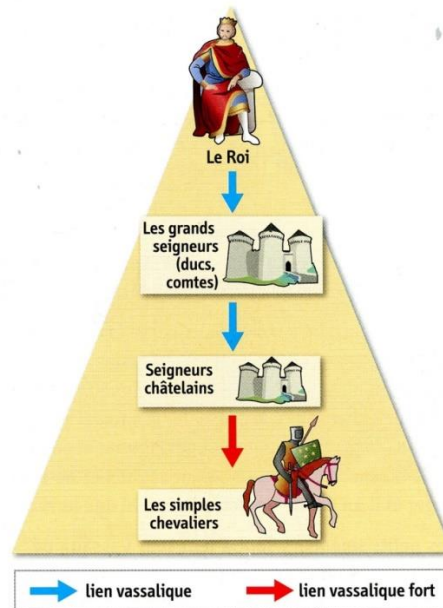 Le Roi
Les grands
seigneurs
(ducs,
comtes)
Seigneurs
châtelains
Les simples
chevaliers
lien vassalique
lien vassalique fort